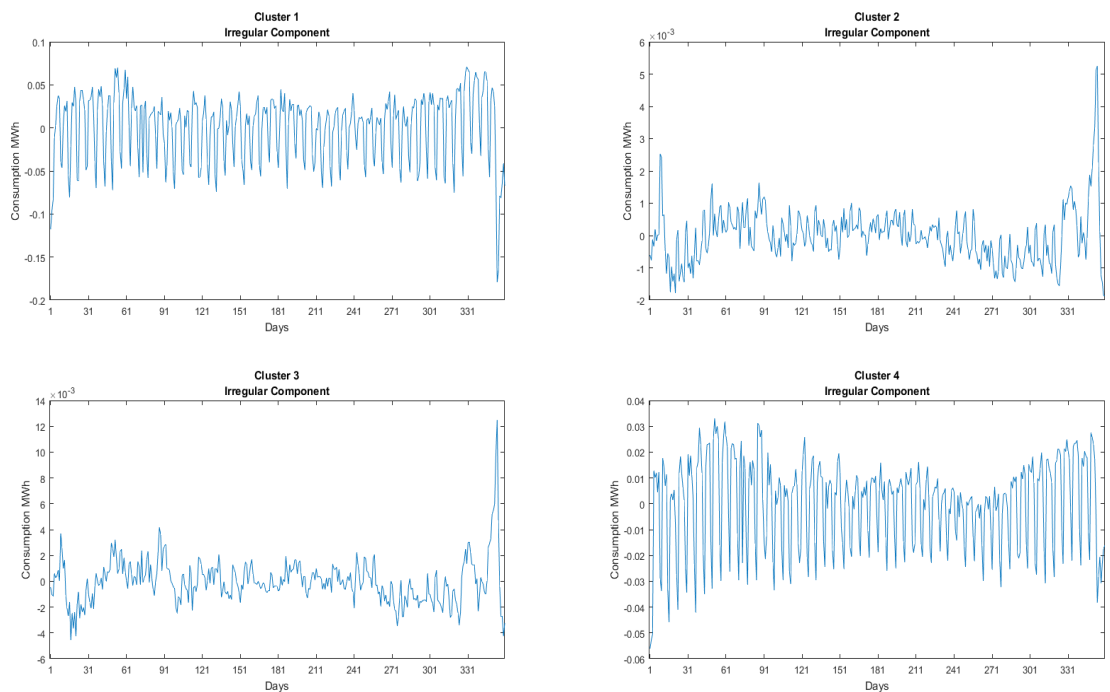 Cluster 1
Irregular Component
0.1
0.05
0
-0.05
-0.1
-0.15
-0.2
Consumption MWh
1 31 61 91 121 151 181 211 241 271 301 331
Days
Cluster 2
Irregular Component
×10⁻³
6
5
4
3
2
1
0
-1
-2
Consumption MWh
1 31 61 91 121 151 181 211 241 271 301 331
Days
Cluster 3
Irregular Component
×10⁻³
14
12
10
8
6
4
2
0
-2
-4
-6
Consumption MWh
1 31 61 91 121 151 181 211 241 271 301 331
Days
Cluster 4
Irregular Component
0.04
0.03
0.02
0.01
0
-0.01
-0.02
-0.03
-0.04
-0.05
-0.06
Consumption MWh
1 31 61 91 121 151 181 211 241 271 301 331
Days